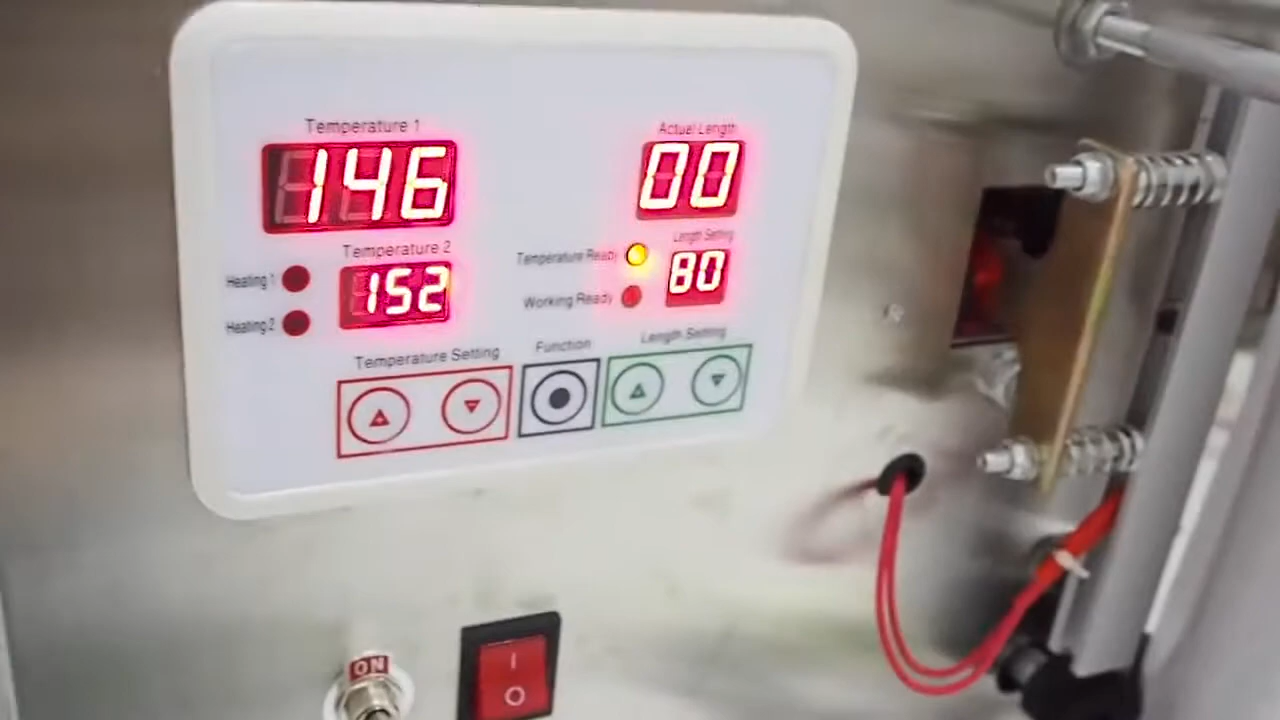 Temperature 1
146
Actual Length
00
Temperature 2
152
Temperature Ready
Length Setting
80
Heating 1
Heating 2
Working Ready
Temperature Setting
Function
Length Setting
ON